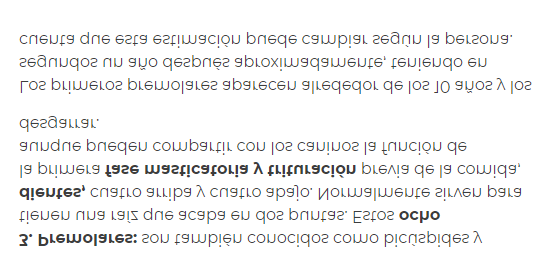 3. Premolares: son también conocidos como bicúspides y
tienen una raíz que acaba en dos puntas. Estos ocho
dientes, cuatro arriba y cuatro abajo. Normalmente sirven para
la primera fase masticatoria y trituración previa de la comida,
aunque pueden compartir con los caninos la función de
desgarrar.
Los primeros premolares aparecen alrededor de los 10 años y los
segundos un año después aproximadamente, teniendo en
cuenta que esta estimación puede cambiar según la persona.